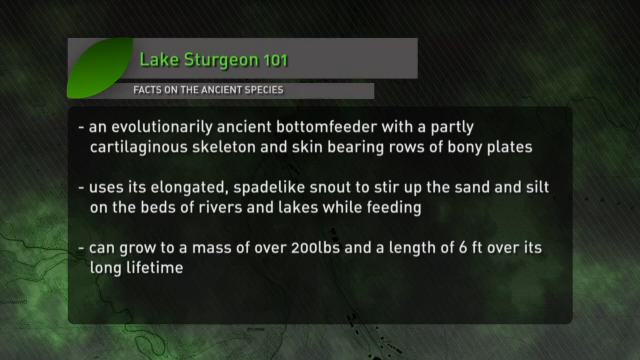 Lake Sturgeon 101
FACTS ON THE ANCIENT SPECIES
- an evolutionarily ancient bottomfeeder with a partly
cartilaginous skeleton and skin bearing rows of bony plates
- uses its elongated, spadelike snout to stir up the sand and silt
on the beds of rivers and lakes while feeding
- can grow to a mass of over 200lbs and a length of 6 ft over its
long lifetime